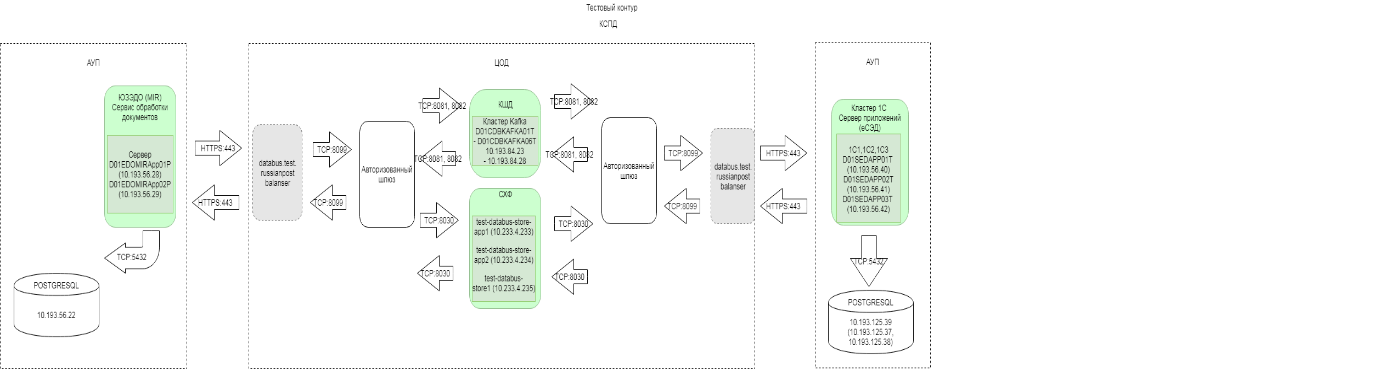 Тестовый контур
КСПД
АУП
ЮЗЭДО (MIR)
Сервис обработки
документов
Сервер
D01EDOMIRApp01P
(10.193.56.28)
D01EDOMIRApp02P
(10.193.56.29)
TCP:5432
POSTGRESQL
10.193.56.22
HTTPS:443
HTTPS:443
ЦОД
databus.test.
russianpost
balanser
TCP:8099
TCP:8099
Авторизованный
шлюз
TCP:8081, 8082
TCP:8081, 8082
TCP:8030
TCP:8030
КШД
Кластер Kafka
D01CDBKAFKA01T
- D01CDBKAFKA06T
- 10.193.84.23
- 10.193.84.28
СХФ
test-databus-store-
app1 (10.233.4.233)
test-databus-store-
app2 (10.233.4.234)
test-databus-
store1 (10.233.4.235)
TCP:8081, 8082
TCP:8081, 8082
TCP:8030
TCP:8030
Авторизованный
шлюз
TCP:8099
TCP:8099
databus.test.
russianpost
balanser
HTTPS:443
HTTPS:443
АУП
Кластер 1С
Сервер приложений
(еСЭД)
1С1,1С2,1С3
D01SEDAPP01T
(10.193.56.40)
D01SEDAPP02T
(10.193.56.41)
D01SEDAPP03T
(10.193.56.42)
TCP:5432
POSTGRESQL
10.193.125.39
(10.193.125.37,
10.193.125.38)